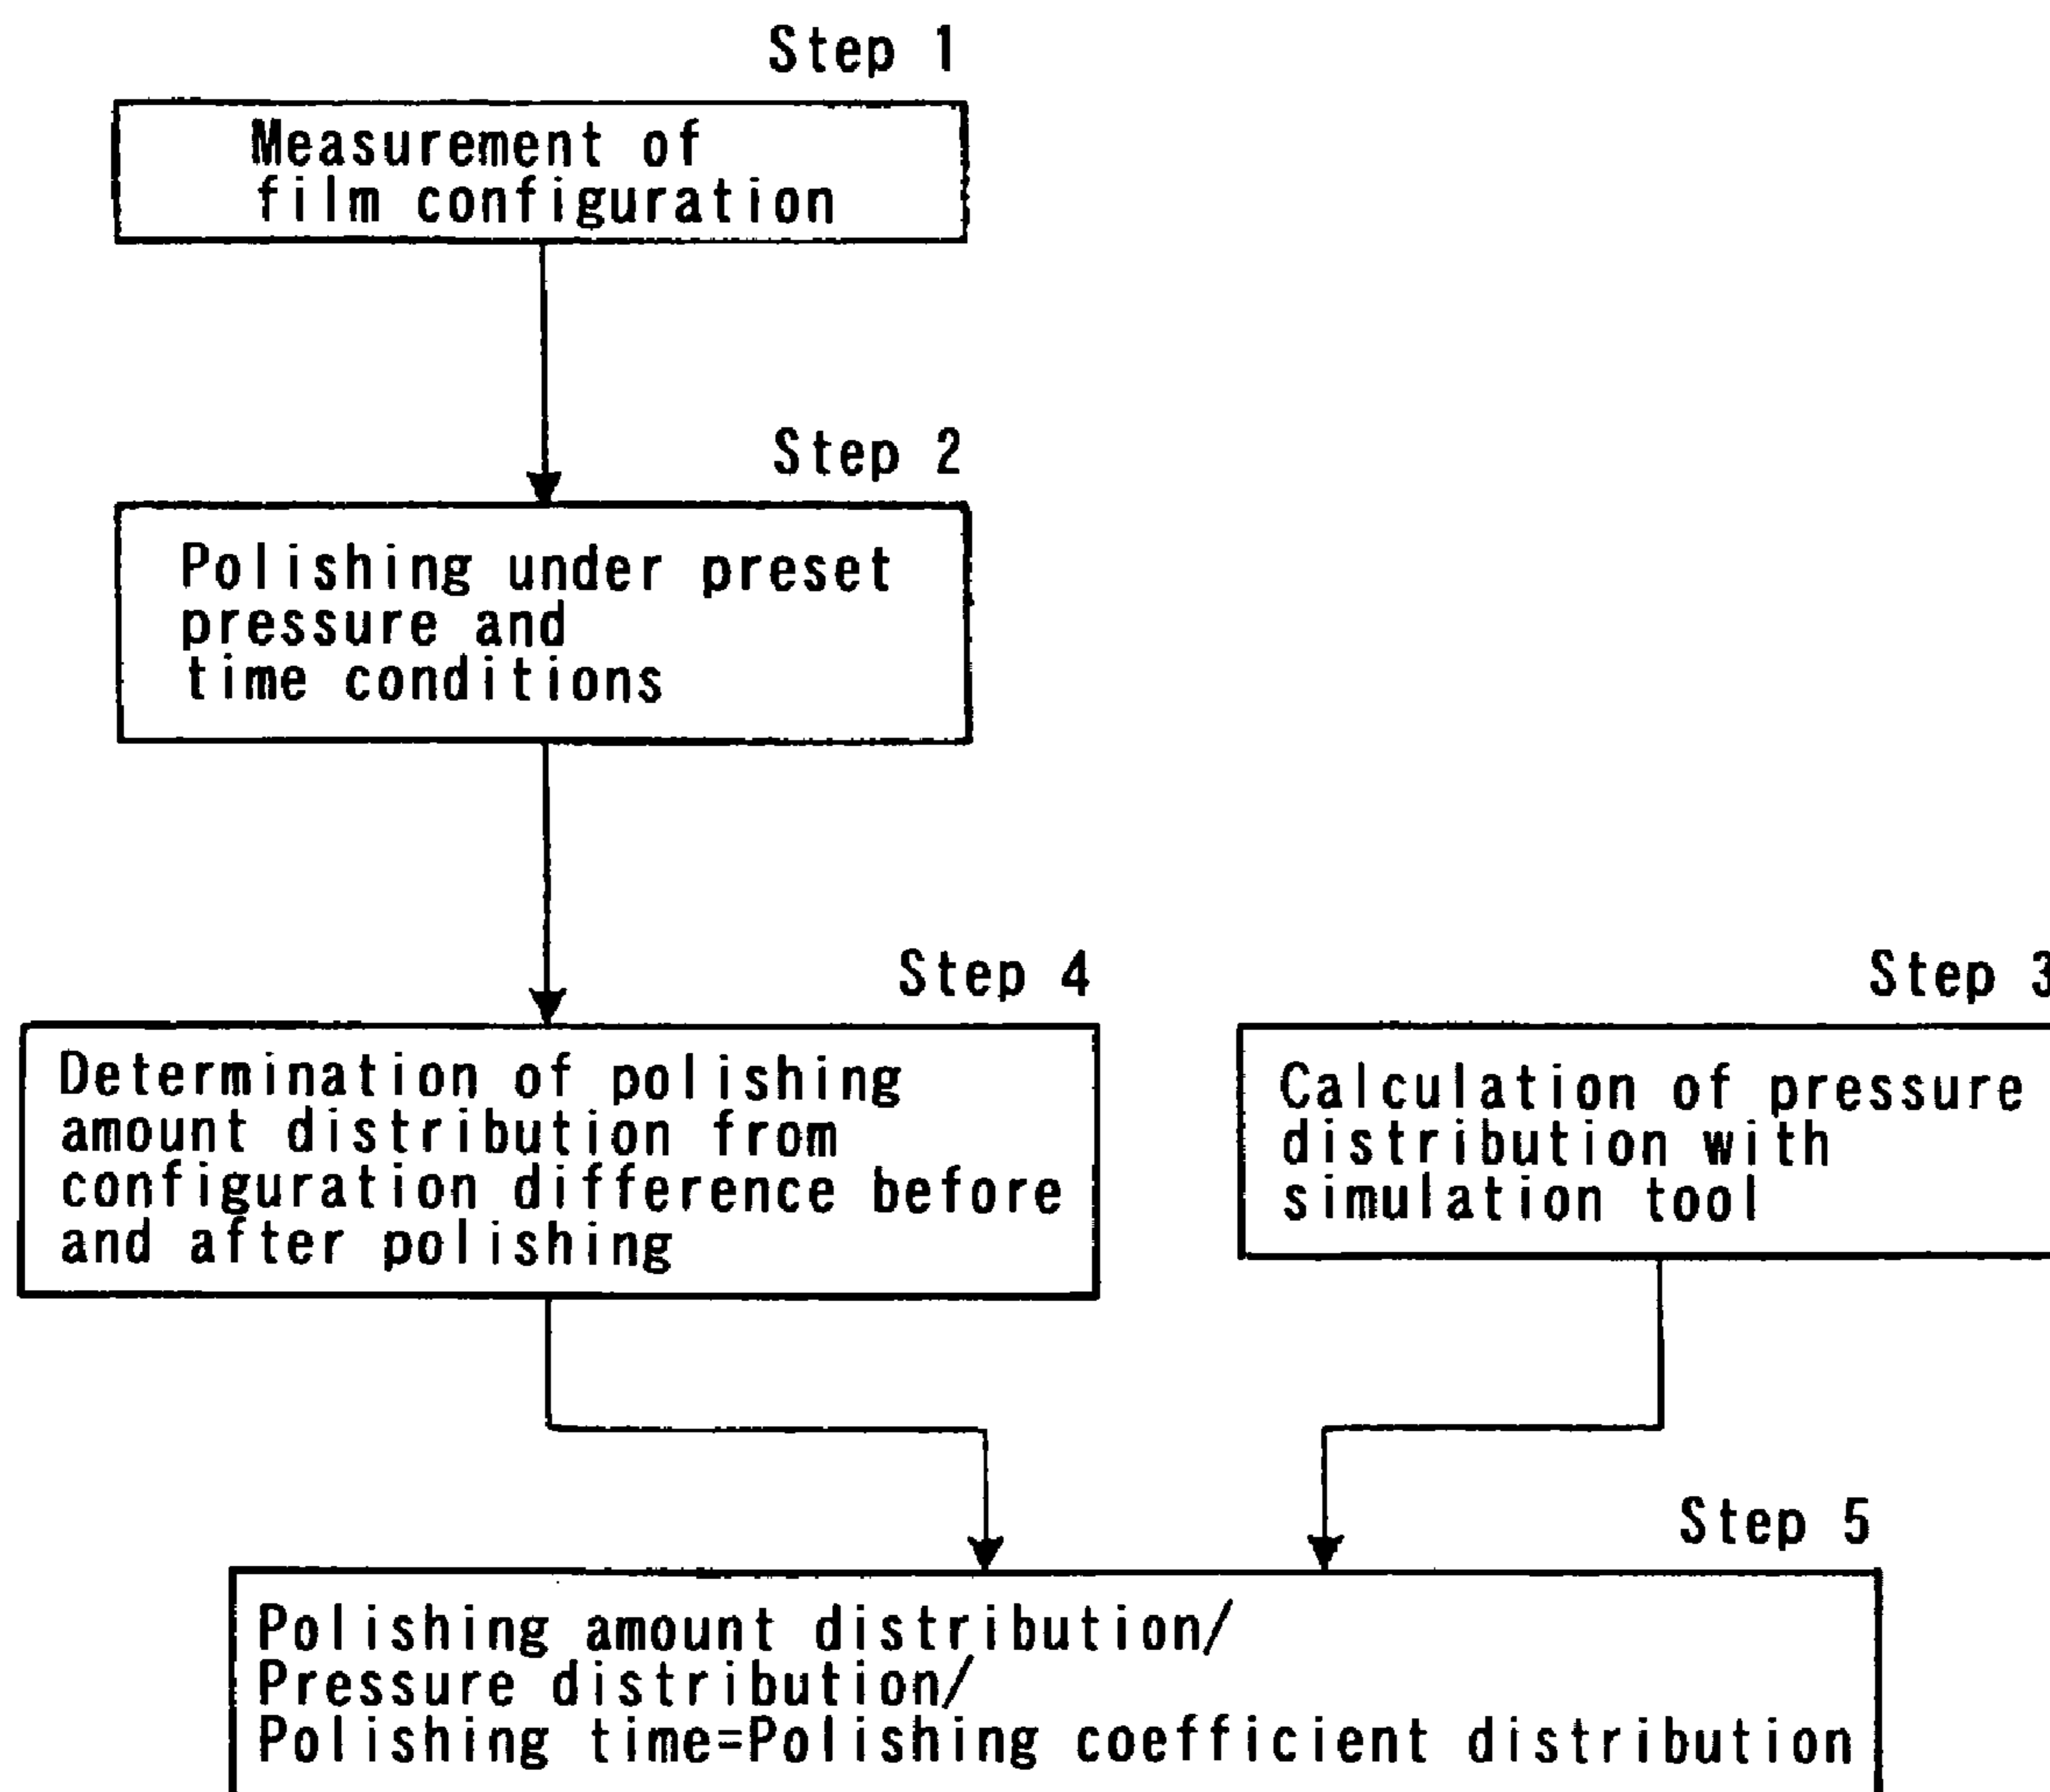 Step 1
Measurement of
film configuration
Step 2
Polishing under preset
pressure and
time conditions
Step 4
Determination of polishing
amount distribution from
configuration difference before
and after polishing
Step 3
Calculation of pressure
distribution with
simulation tool
Step 5
Polishing amount distribution/
Pressure distribution/
Polishing time=Polishing coefficient distribution